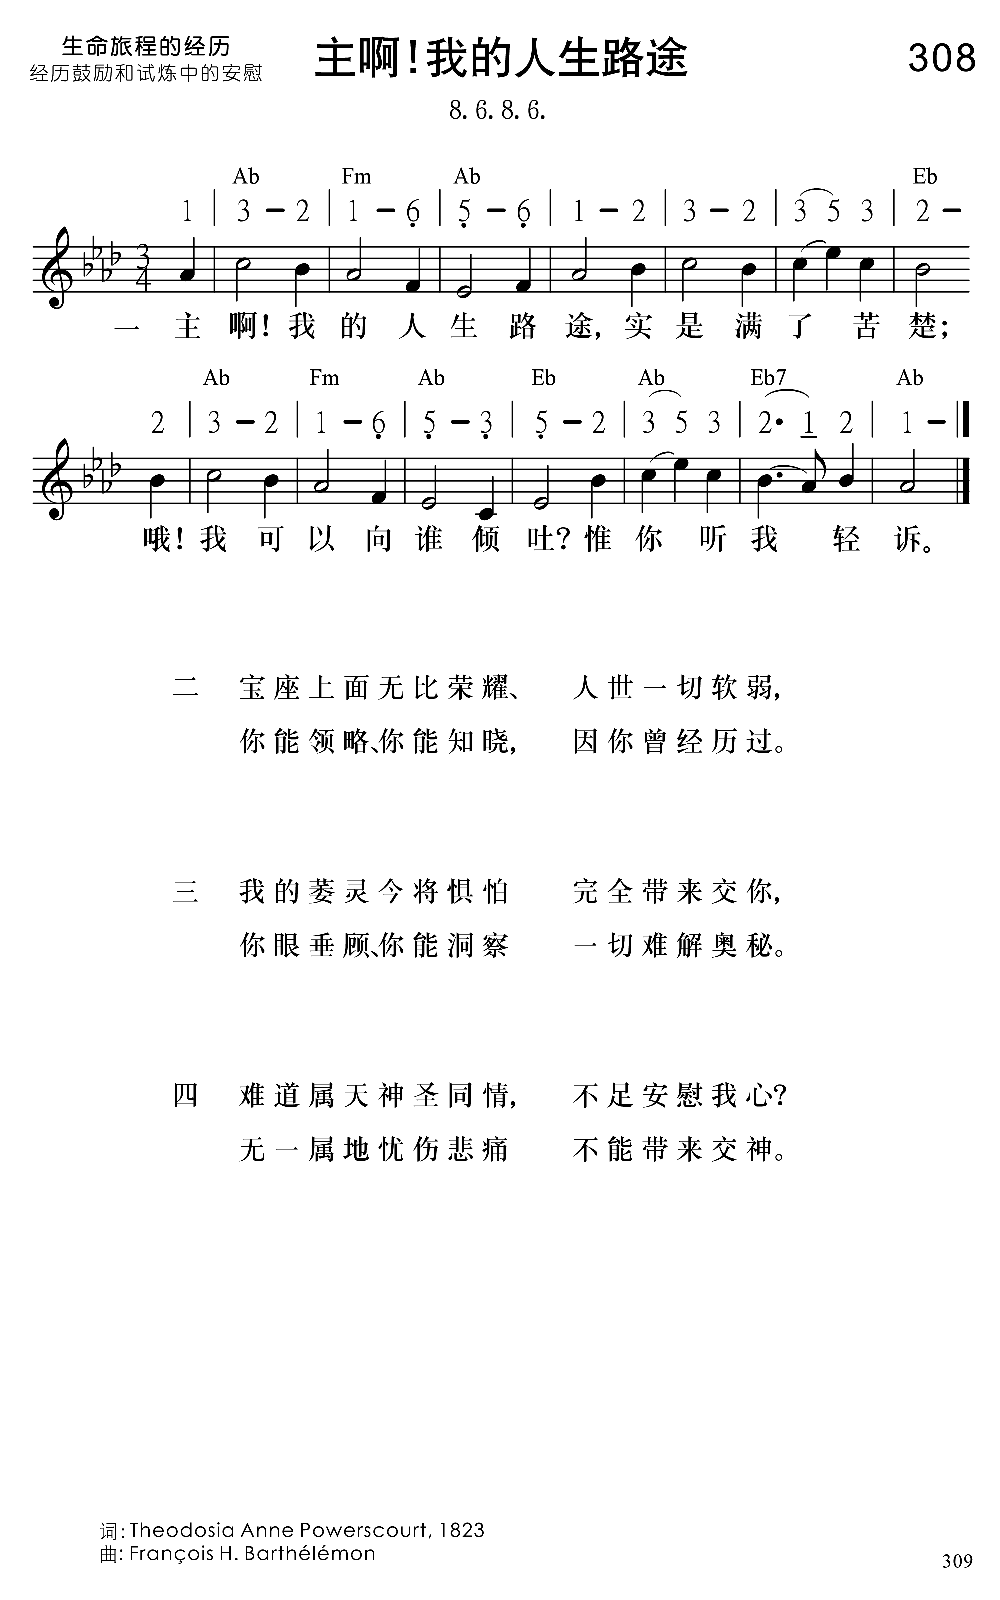 生命旅程的经历
经历鼓励和试炼中的安慰
主啊!我的人生路途
308
8. 6. 8. 6.
Ab Fm Ab Eb
1 | 3 - 2 | 1 - 6̣ | 5̣ - 6̣ | 1 - 2 | 3 - 2 | 3 5 3 | 2 -
3
4
一 主 啊! 我 的 人 生 路 途, 实 是 满 了 苦 楚;
Ab Fm Ab Eb Ab Eb7 Ab
2 | 3 - 2 | 1 - 6̣ | 5̣ - 3̣ | 5̣ - 2 | 3 5 3 | 2· 1 2 | 1 - ‖
哦! 我 可 以 向 谁 倾 吐? 惟 你 听 我 轻 诉。
二 宝座上面无比荣耀、 人世一切软弱,
你能领略、你能知晓, 因你曾经历过。
三 我的萎灵今将惧怕 完全带来交你,
你眼垂顾、你能洞察 一切难解奥秘。
四 难道属天神圣同情, 不足安慰我心?
无一属地忧伤悲痛 不能带来交神。
词: Theodosia Anne Powerscourt, 1823
曲: François H. Barthélémon
309